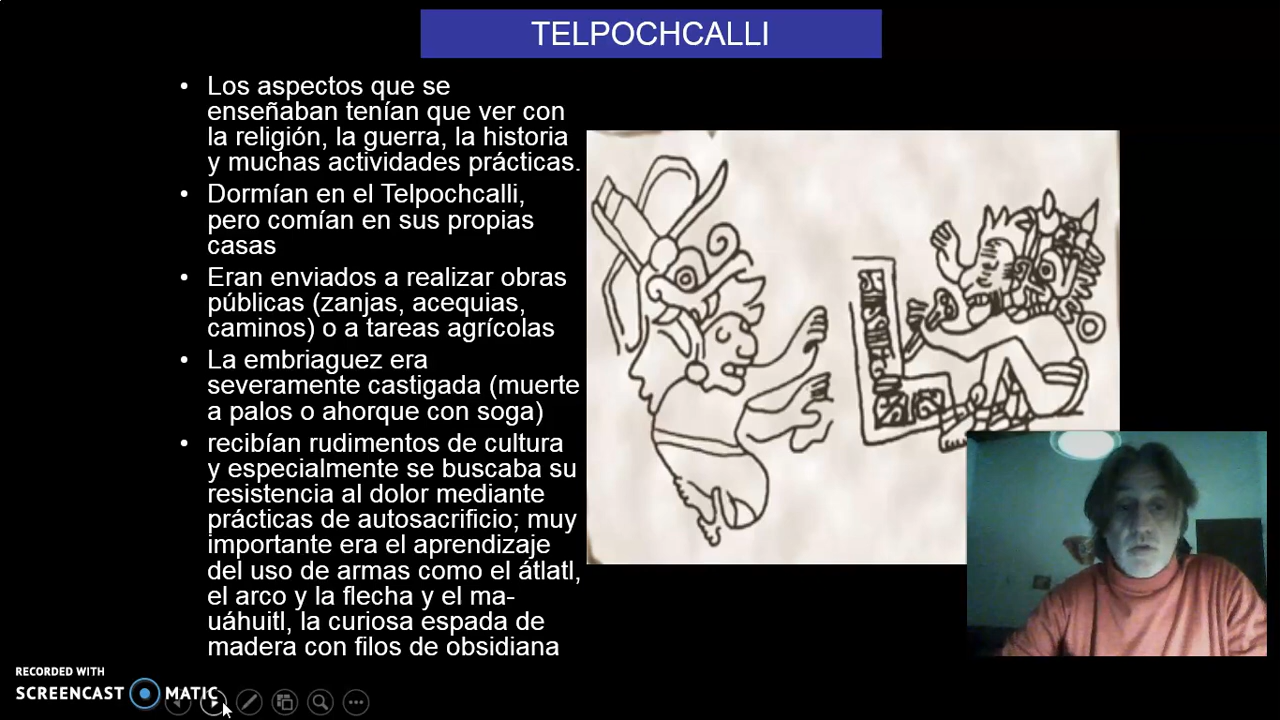 TELPOCHCALLI
• Los aspectos que se
enseñaban tenían que ver con
la religión, la guerra, la historia
y muchas actividades prácticas.
• Dormían en el Telpochcalli,
pero comían en sus propias
casas
• Eran enviados a realizar obras
públicas (zanjas, acequias,
caminos) o a tareas agrícolas
• La embriaguez era
severamente castigada (muerte
a palos o ahorque con soga)
• recibían rudimentos de cultura
y especialmente se buscaba su
resistencia al dolor mediante
prácticas de autosacrificio; muy
importante era el aprendizaje
del uso de armas como el átlatl,
el arco y la flecha y el ma-
uáhuitl, la curiosa espada de
madera con filos de obsidiana
RECORDED WITH
SCREENCAST MATIC